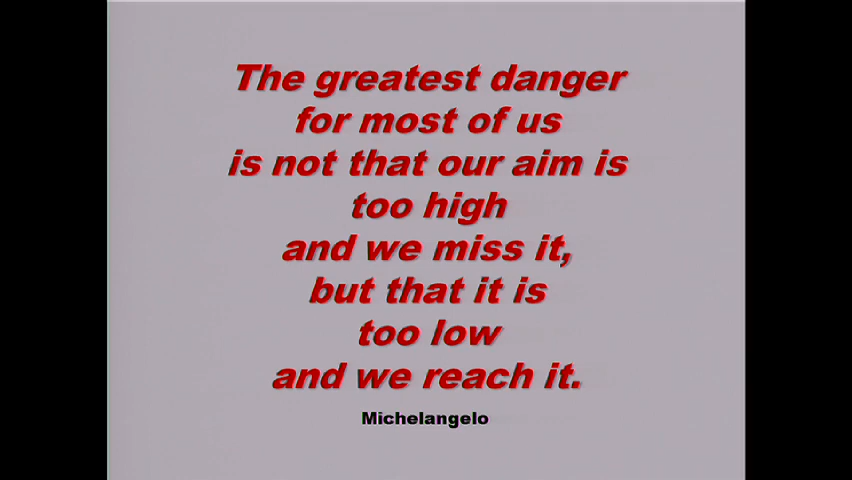 The greatest danger
for most of us
is not that our aim is
too high
and we miss it,
but that it is
too low
and we reach it.
Michelangelo